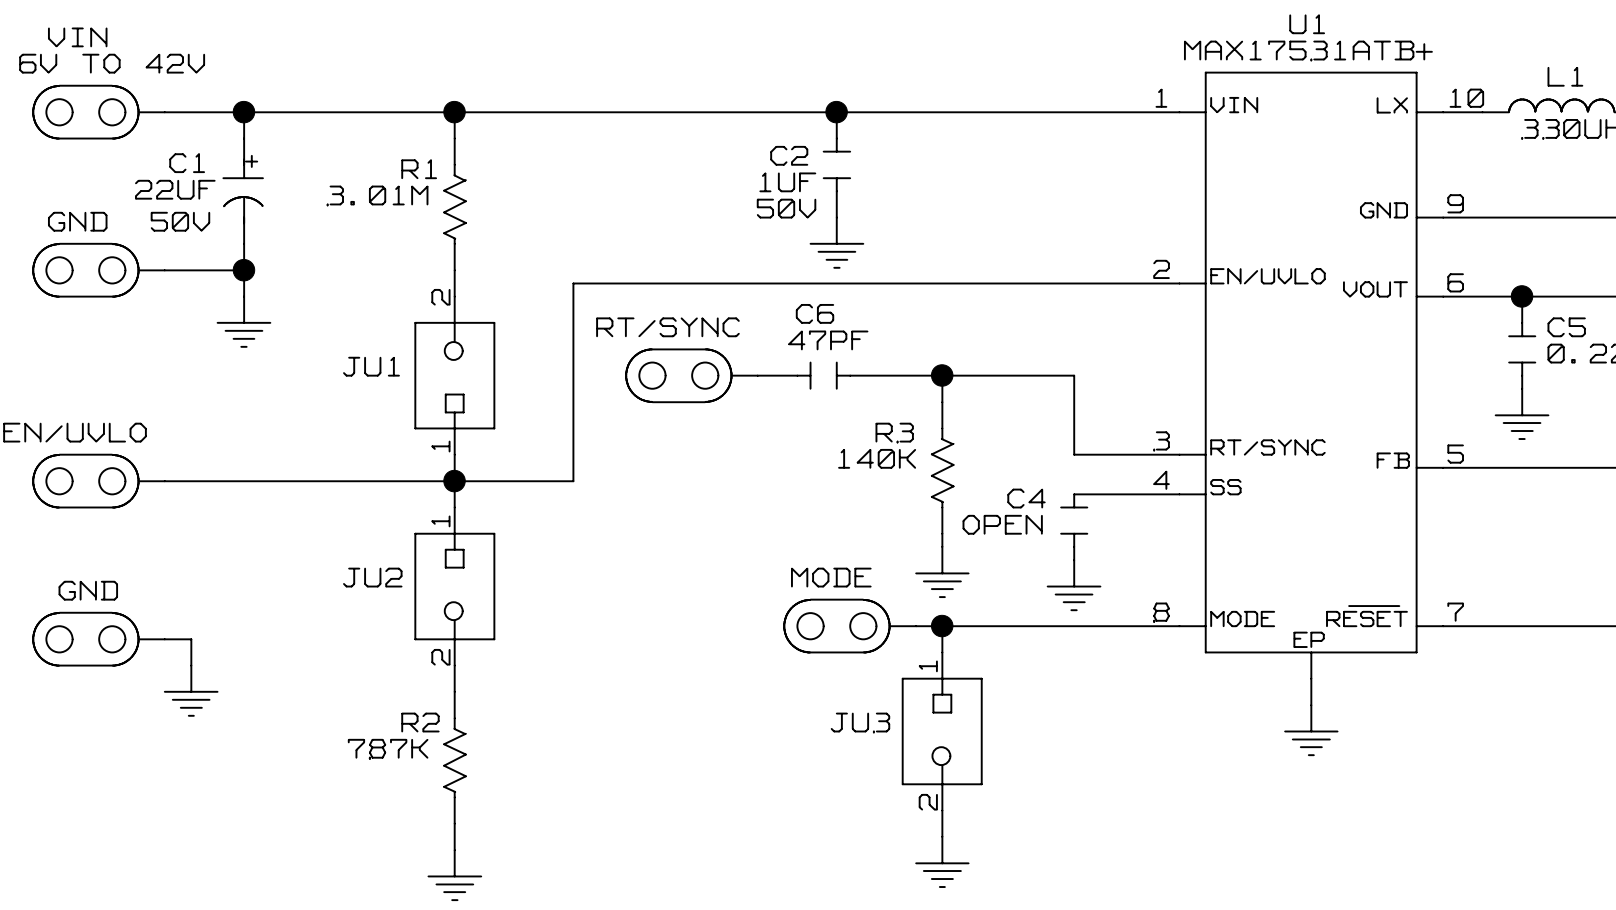 VIN
6V TO 42V
GND
C1
+
22UF
50V
R1
3.01M
2
JU1
1
EN/UVLO
1
JU2
2
GND
R2
787K
C2
1UF
50V
RT/SYNC
C6
47PF
R3
140K
C4
OPEN
MODE
1
JU3
2
U1
MAX17531ATB+
1 VIN
2 EN/UVLO
3 RT/SYNC
4 SS
8 MODE
EP
LX 10
GND 9
VOUT 6
FB 5
RESET 7
L1
330UH
C5
0.22